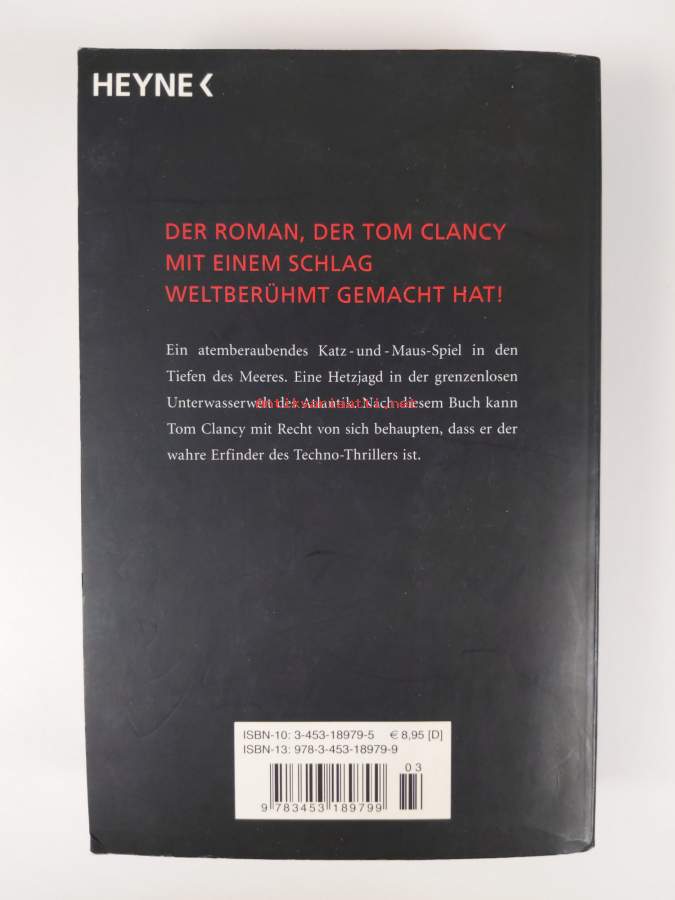 HEYNE <
DER ROMAN, DER TOM CLANCY
MIT EINEM SCHLAG
WELTBERÜHMT GEMACHT HAT!
Ein atemberaubendes Katz-und-Maus-Spiel in den
Tiefen des Meeres. Eine Hetzjagd in der grenzenlosen
Unterwasserwelt des Atlantik. Nach diesem Buch kann
antikvariaatti.net
Tom Clancy mit Recht von sich behaupten, dass er der
wahre Erfinder des Techno-Thrillers ist.
ISBN-10: 3-453-18979-5 € 8,95 [D]
ISBN-13: 978-3-453-18979-9
03
9 783453 189799